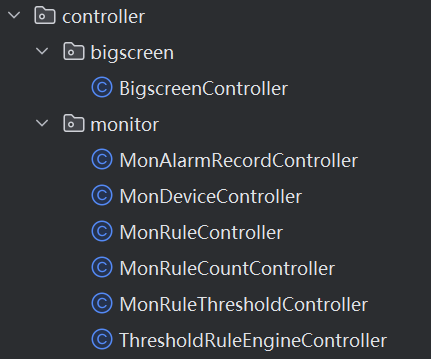 controller
bigscreen
C BigscreenController
monitor
C MonAlarmRecordController
C MonDeviceController
C MonRuleController
C MonRuleCountController
C MonRuleThresholdController
C ThresholdRuleEngineController